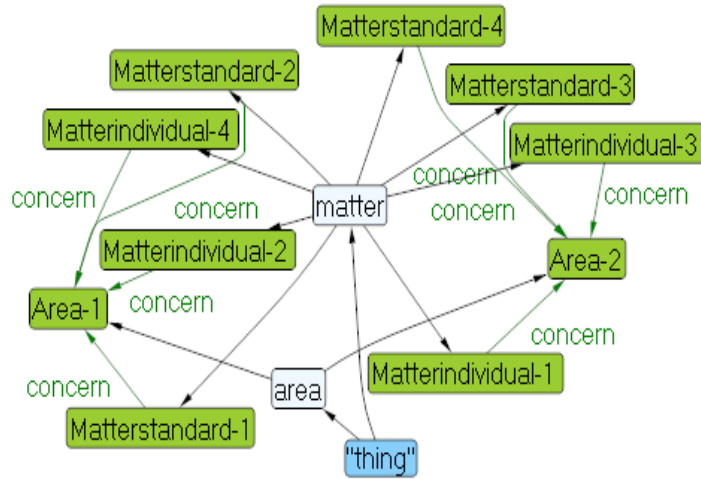 Matterstandard-4
Matterstandard-2
Matterstandard-3
Matterindividual-4
Matterindividual-3
concern
concern
matter
concern
concern
concern
Matterindividual-2
Area-2
Area-1
concern
concern
area
Matterindividual-1
concern
Matterstandard-1
"thing"